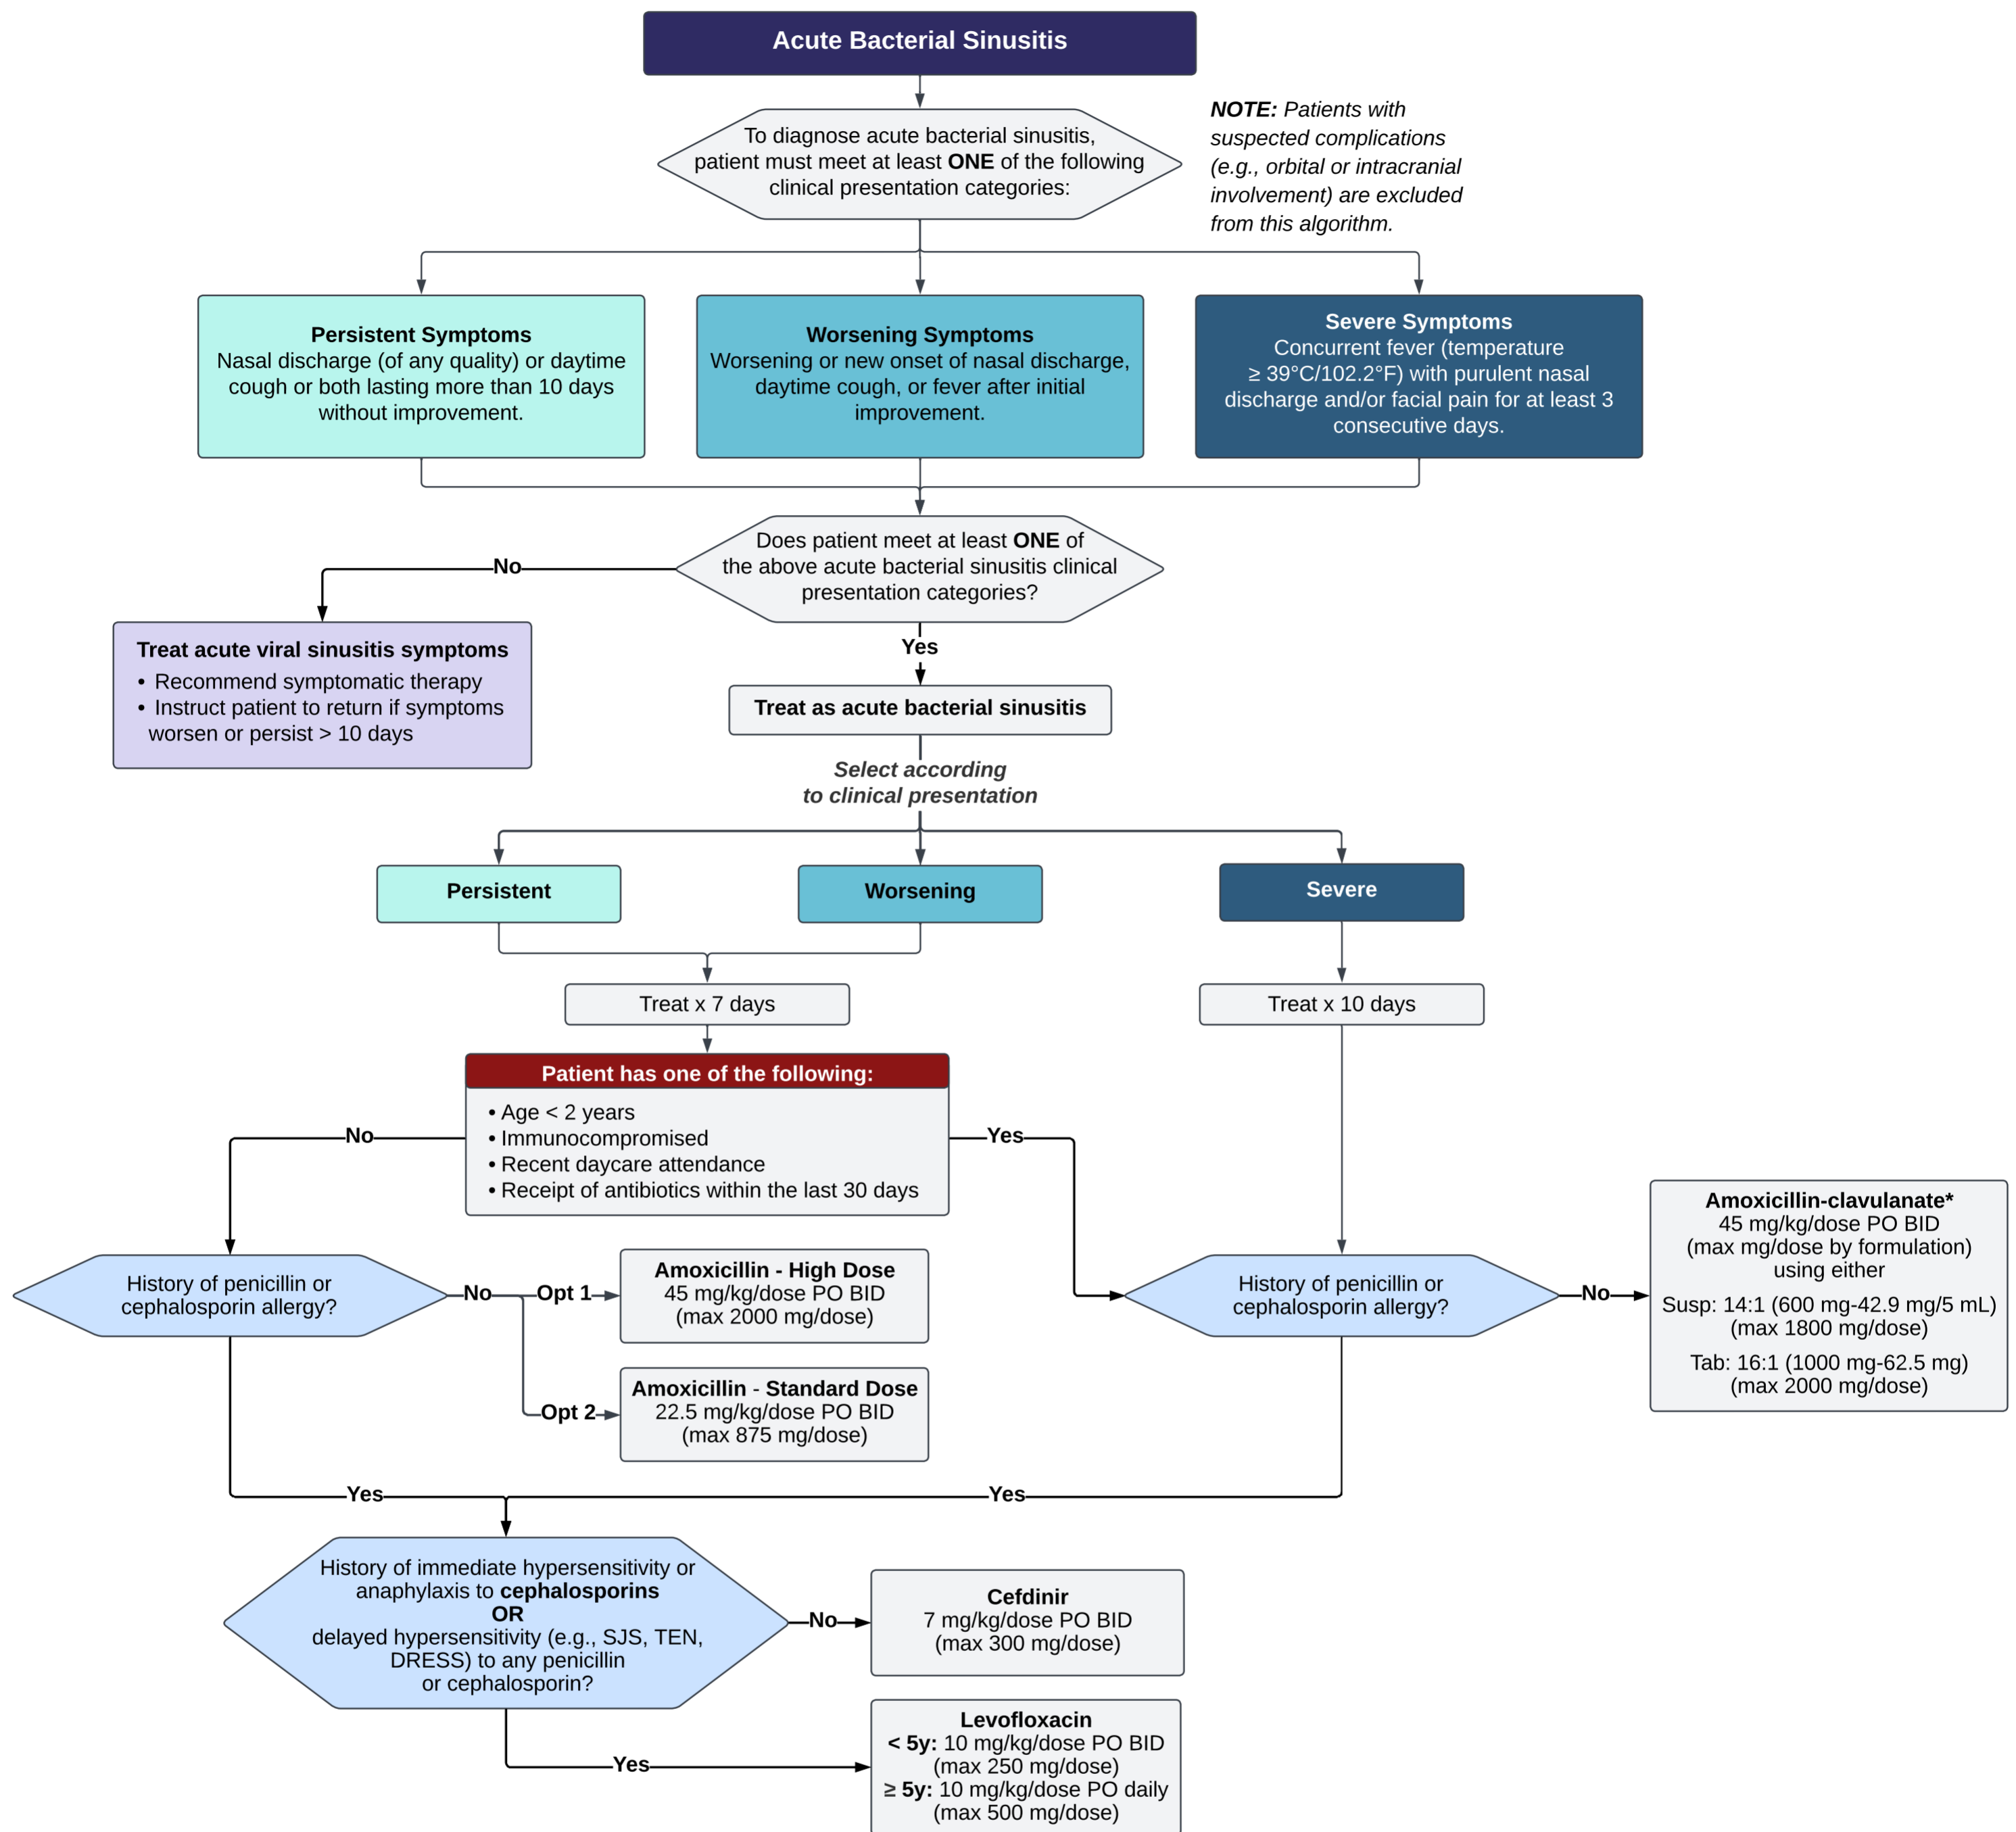 Acute Bacterial Sinusitis
To diagnose acute bacterial sinusitis,
patient must meet at least ONE of the following
clinical presentation categories:
NOTE: Patients with
suspected complications
(e.g., orbital or intracranial
involvement) are excluded
from this algorithm.
Persistent Symptoms
Nasal discharge (of any quality) or daytime
cough or both lasting more than 10 days
without improvement.
Worsening Symptoms
Worsening or new onset of nasal discharge,
daytime cough, or fever after initial
improvement.
Severe Symptoms
Concurrent fever (temperature
≥ 39°C/102.2°F) with purulent nasal
discharge and/or facial pain for at least 3
consecutive days.
Does patient meet at least ONE of
the above acute bacterial sinusitis clinical
presentation categories?
No
Treat acute viral sinusitis symptoms
• Recommend symptomatic therapy
• Instruct patient to return if symptoms
worsen or persist > 10 days
Yes
Treat as acute bacterial sinusitis
Select according
to clinical presentation
Persistent
Worsening
Severe
Treat x 7 days
Treat x 10 days
Patient has one of the following:
• Age < 2 years
• Immunocompromised
• Recent daycare attendance
• Receipt of antibiotics within the last 30 days
No
Yes
History of penicillin or
cephalosporin allergy?
No
Opt 1
Amoxicillin - High Dose
45 mg/kg/dose PO BID
(max 2000 mg/dose)
Opt 2
Amoxicillin - Standard Dose
22.5 mg/kg/dose PO BID
(max 875 mg/dose)
History of penicillin or
cephalosporin allergy?
No
Amoxicillin-clavulanate*
45 mg/kg/dose PO BID
(max mg/dose by formulation)
using either
Susp: 14:1 (600 mg-42.9 mg/5 mL)
(max 1800 mg/dose)
Tab: 16:1 (1000 mg-62.5 mg)
(max 2000 mg/dose)
Yes
Yes
History of immediate hypersensitivity or
anaphylaxis to cephalosporins
OR
delayed hypersensitivity (e.g., SJS, TEN,
DRESS) to any penicillin
or cephalosporin?
No
Cefdinir
7 mg/kg/dose PO BID
(max 300 mg/dose)
Yes
Levofloxacin
< 5y: 10 mg/kg/dose PO BID
(max 250 mg/dose)
≥ 5y: 10 mg/kg/dose PO daily
(max 500 mg/dose)